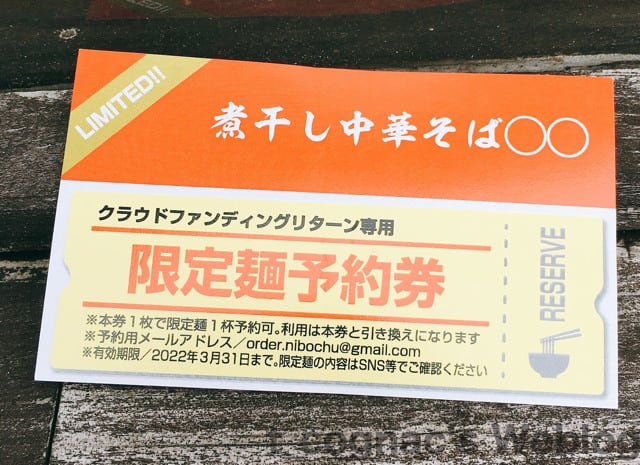 LIMITED!!
煮干し中華そば〇〇
クラウドファンディングリターン専用
限定麺予約券
RESERVE
※本券1枚で限定麺1杯予約可。利用は本券と引き換えになります
※予約用メールアドレス／order.nibochu@gmail.com
※有効期限／2022年3月31日まで。限定麺の内容はSNS等でご確認ください
cognac's Weblog